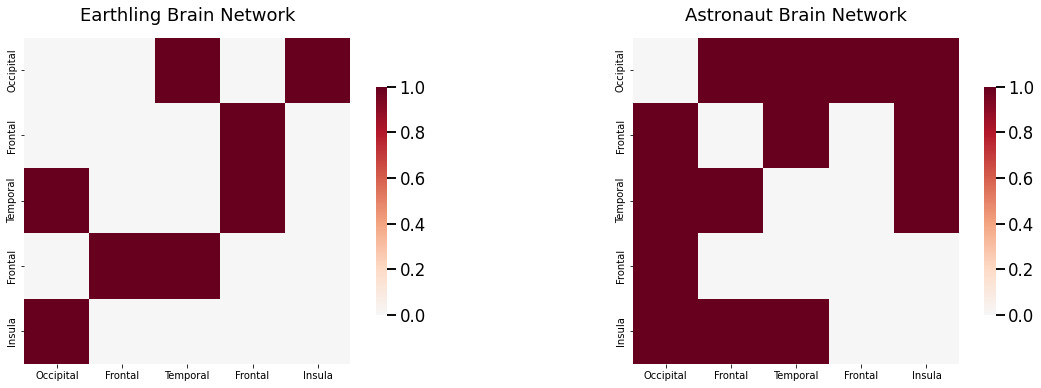 Earthling Brain Network
Occipital
Frontal
Temporal
Frontal
Insula
Occipital Frontal Temporal Frontal Insula
1.0
0.8
0.6
0.4
0.2
0.0
Astronaut Brain Network
Occipital
Frontal
Temporal
Frontal
Insula
Occipital Frontal Temporal Frontal Insula
1.0
0.8
0.6
0.4
0.2
0.0